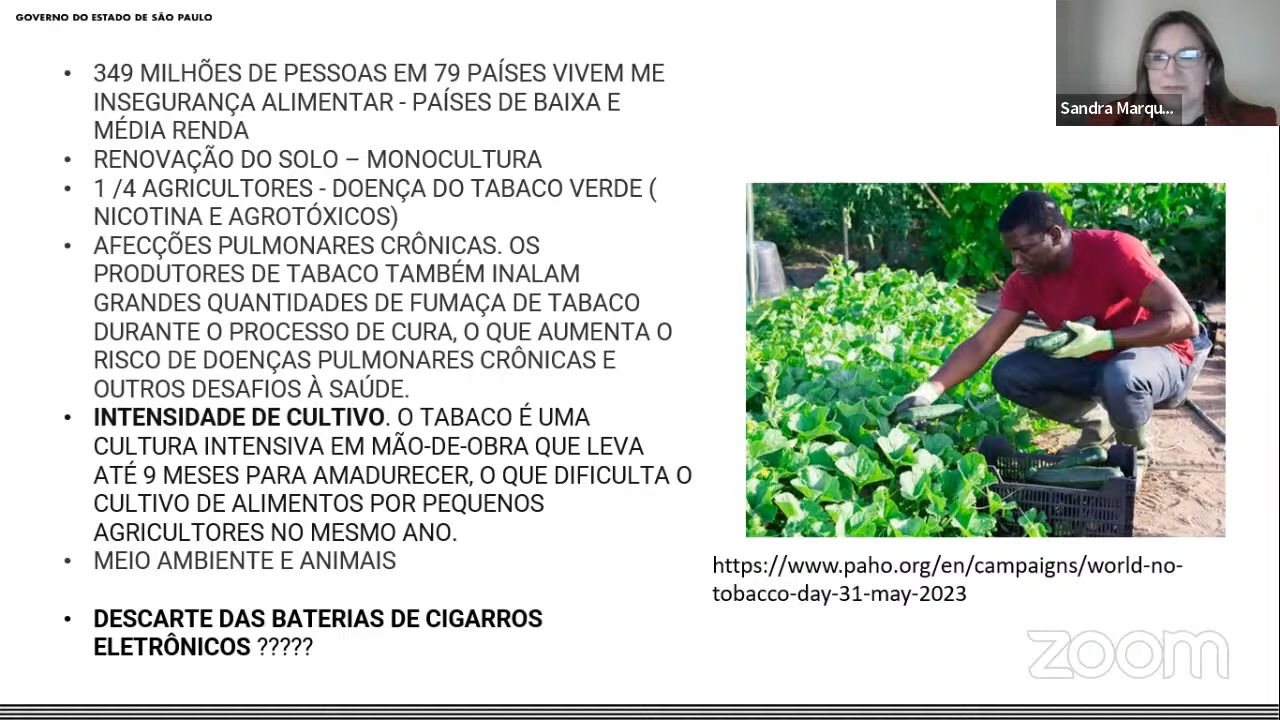 GOVERNO DO ESTADO DE SÃO PAULO
Sandra Marqu...
• 349 MILHÕES DE PESSOAS EM 79 PAÍSES VIVEM ME
INSEGURANÇA ALIMENTAR - PAÍSES DE BAIXA E
MÉDIA RENDA
• RENOVAÇÃO DO SOLO – MONOCULTURA
• 1 /4 AGRICULTORES - DOENÇA DO TABACO VERDE (
NICOTINA E AGROTÓXICOS)
• AFECÇÕES PULMONARES CRÔNICAS. OS
PRODUTORES DE TABACO TAMBÉM INALAM
GRANDES QUANTIDADES DE FUMAÇA DE TABACO
DURANTE O PROCESSO DE CURA, O QUE AUMENTA O
RISCO DE DOENÇAS PULMONARES CRÔNICAS E
OUTROS DESAFIOS À SAÚDE.
• INTENSIDADE DE CULTIVO. O TABACO É UMA
CULTURA INTENSIVA EM MÃO-DE-OBRA QUE LEVA
ATÉ 9 MESES PARA AMADURECER, O QUE DIFICULTA O
CULTIVO DE ALIMENTOS POR PEQUENOS
AGRICULTORES NO MESMO ANO.
• MEIO AMBIENTE E ANIMAIS
• DESCARTE DAS BATERIAS DE CIGARROS
ELETRÔNICOS ?????
https://www.paho.org/en/campaigns/world-no-
tobacco-day-31-may-2023
zoom